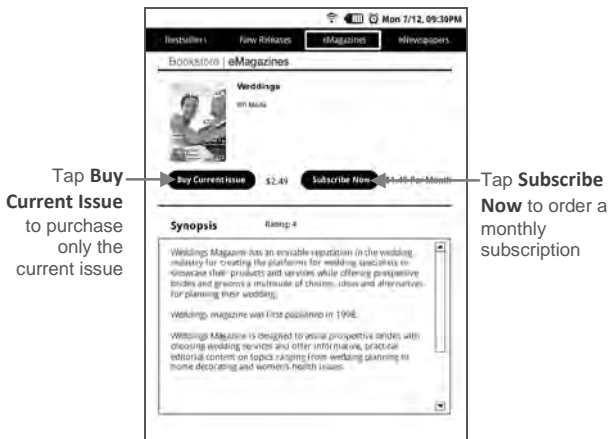 Mon 7/12, 09:30PM
Bestsellers New Releases eMagazines eNewspapers
Bookstore | eMagazines
Weddings
Tap Buy Current Issue to purchase only the current issue
Buy Current Issue $2.49 Subscribe Now $1.49 Per Month
Tap Subscribe Now to order a monthly subscription
Synopsis Rating: 4
Weddings Magazine has an enviable reputation in the wedding
industry for creating the platforms for wedding specialists to
showcase their products and services while offering prospective
brides and grooms a multitude of choices, ideas and alternatives
for planning their wedding.
Weddings magazine was first published in 1998.
Weddings Magazine is designed to assist prospective brides with
choosing wedding services and offer informative, practical
editorial content on topics ranging from wedding planning to
home decorating and women's health issues.